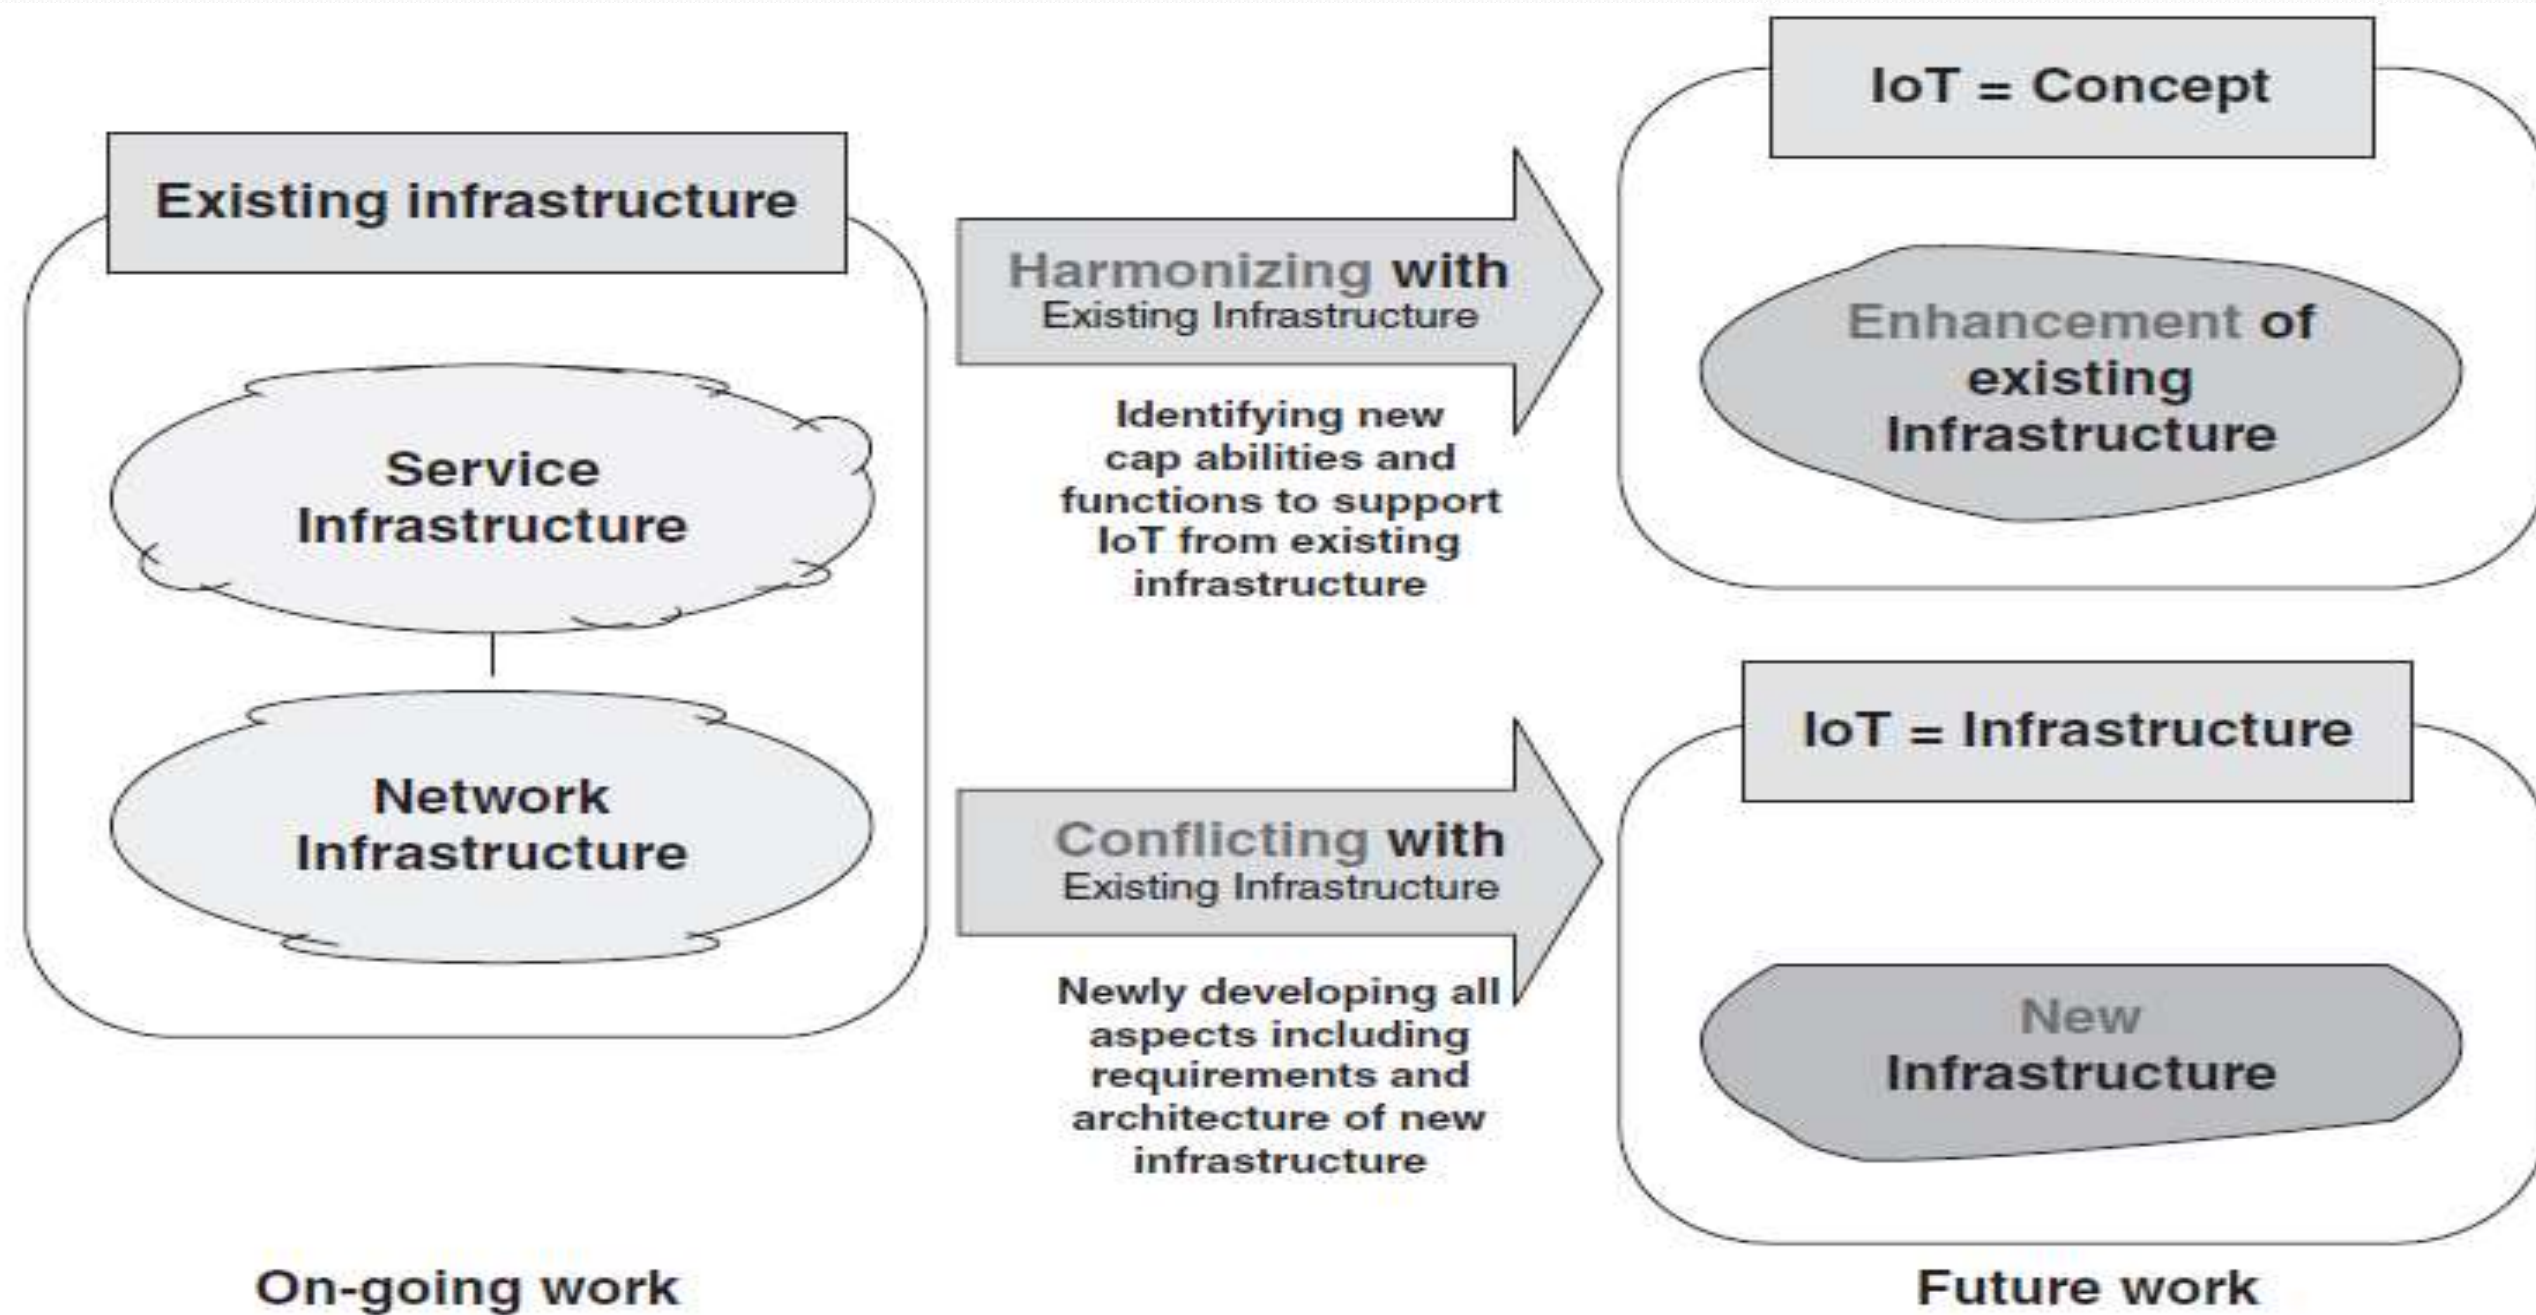 Existing infrastructure
Service
Infrastructure
Network
Infrastructure
On-going work
Harmonizing with
Existing Infrastructure
Identifying new
cap abilities and
functions to support
IoT from existing
infrastructure
Conflicting with
Existing Infrastructure
Newly developing all
aspects including
requirements and
architecture of new
infrastructure
IoT = Concept
Enhancement of
existing
Infrastructure
IoT = Infrastructure
New
Infrastructure
Future work